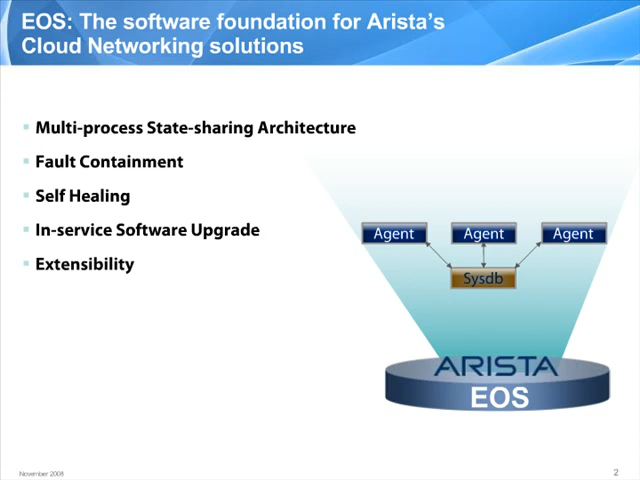 EOS: The software foundation for Arista's
Cloud Networking solutions
Multi-process State-sharing Architecture
Fault Containment
Self Healing
In-service Software Upgrade
Extensibility
Agent Agent Agent
Sysdb
ARISTA
EOS
November 2008
2